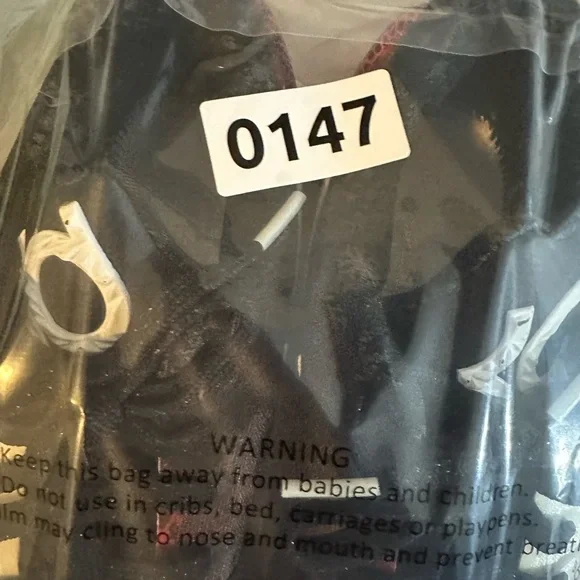 0147
WARNING
Keep this bag away from babies and children.
Do not use in cribs, bed, carriages or playpens.
may cling to nose and mouth and prevent